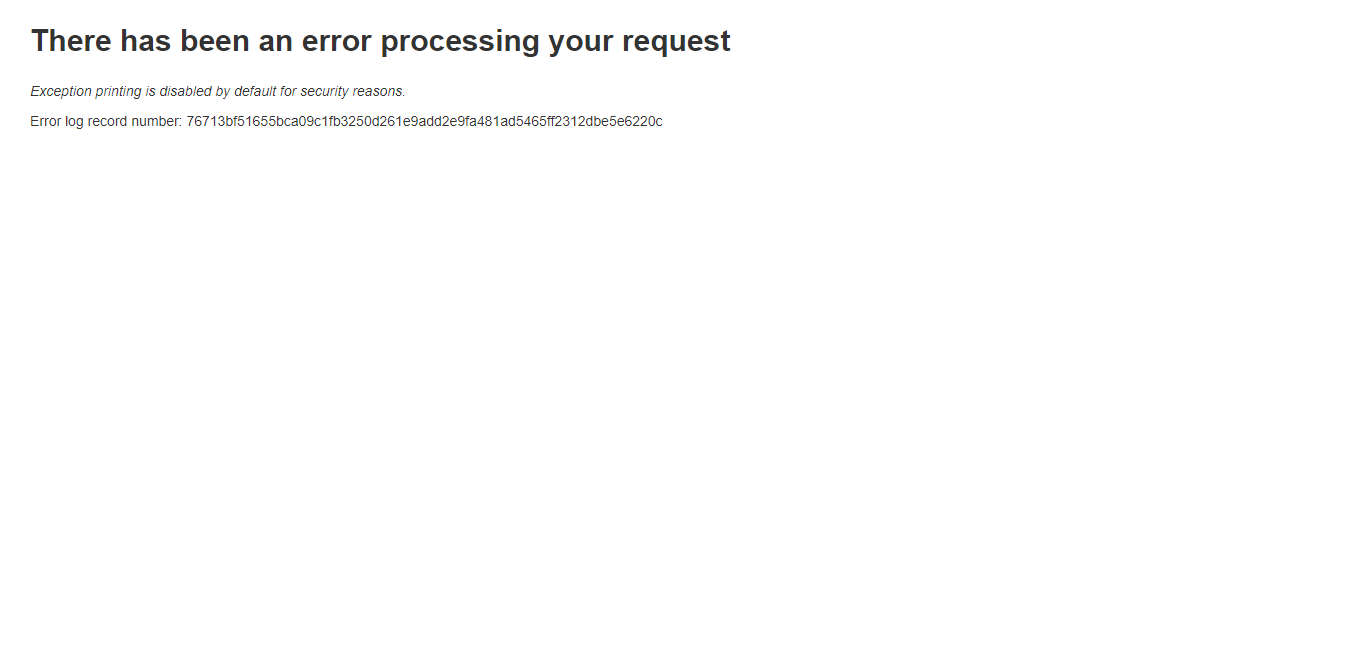 There has been an error processing your request
Exception printing is disabled by default for security reasons.
Error log record number: 76713bf51655bca09c1fb3250d261e9add2e9fa481ad5465ff2312dbe5e6220c